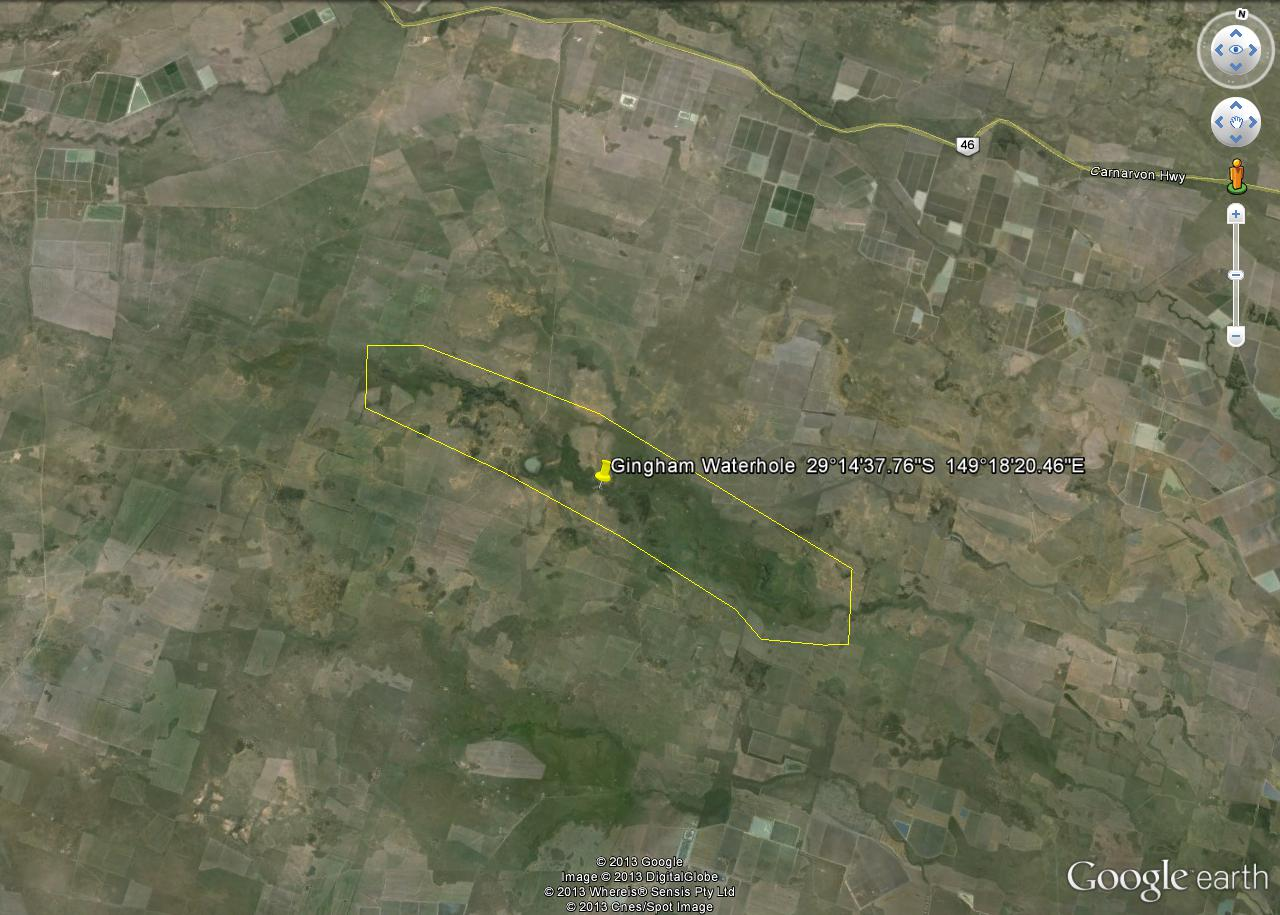 N
46
Carnarvon Hwy
Gingham Waterhole 29°14'37.76"S 149°18'20.46"E
© 2013 Google
Image © 2013 DigitalGlobe
© 2013 Whereis® Sensis Pty Ltd
© 2013 Cnes/Spot Image
Google earth